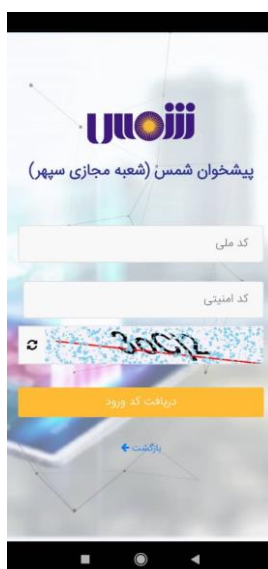 شمس
پیشخوان شمس (شعبه مجازی سپهر)
کد ملی
کد امنیتی
دریافت کد ورود
بازگشت